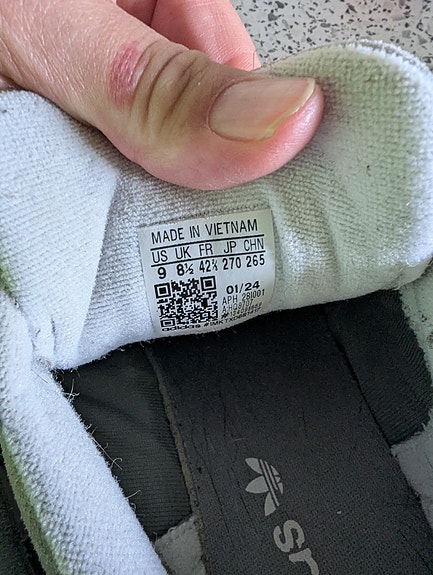 MADE IN VIETNAM
US UK FR JP CHN
9 8½ 42⅔ 270 265
01/24
APH 28I001
adidas